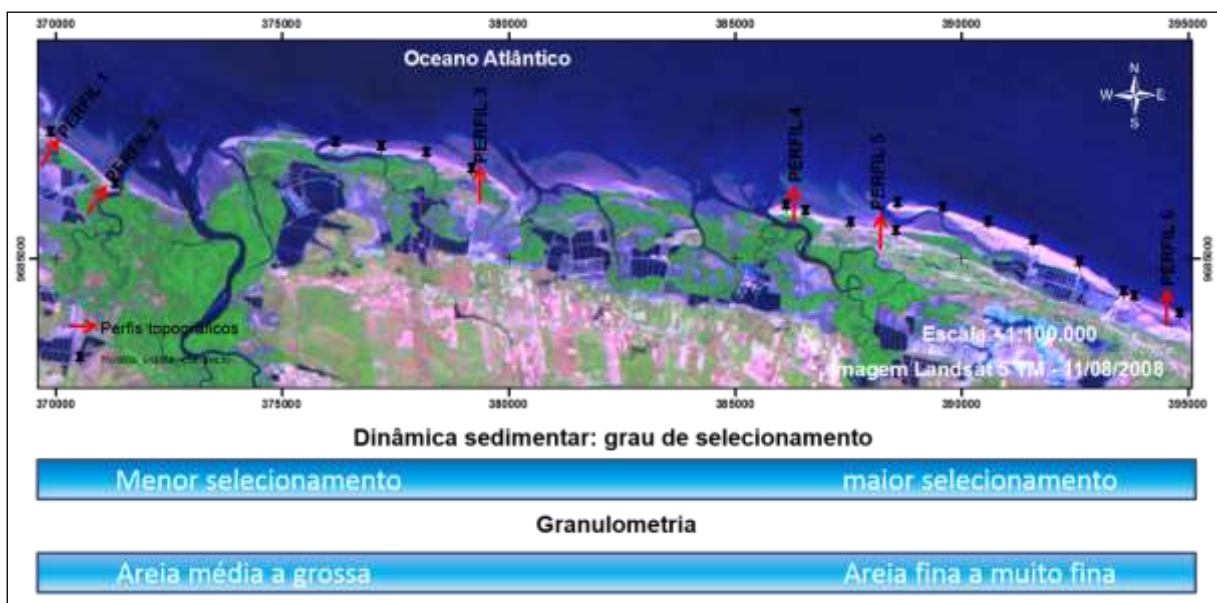 370000 375000 380000 385000 390000 395000
Oceano Atlântico
N
W E
S
PERFIL 1
PERFIL 2
PERFIL 3
PERFIL 4
PERFIL 5
PERFIL 6
9685000 9685000
Perfis topográficos
Escala 1:100.000
Imagem Landsat 5 TM - 11/08/2008
370000 375000 380000 385000 390000 395000
Dinâmica sedimentar: grau de selecionamento
Menor selecionamento maior selecionamento
Granulometria
Areia média a grossa Areia fina a muito fina